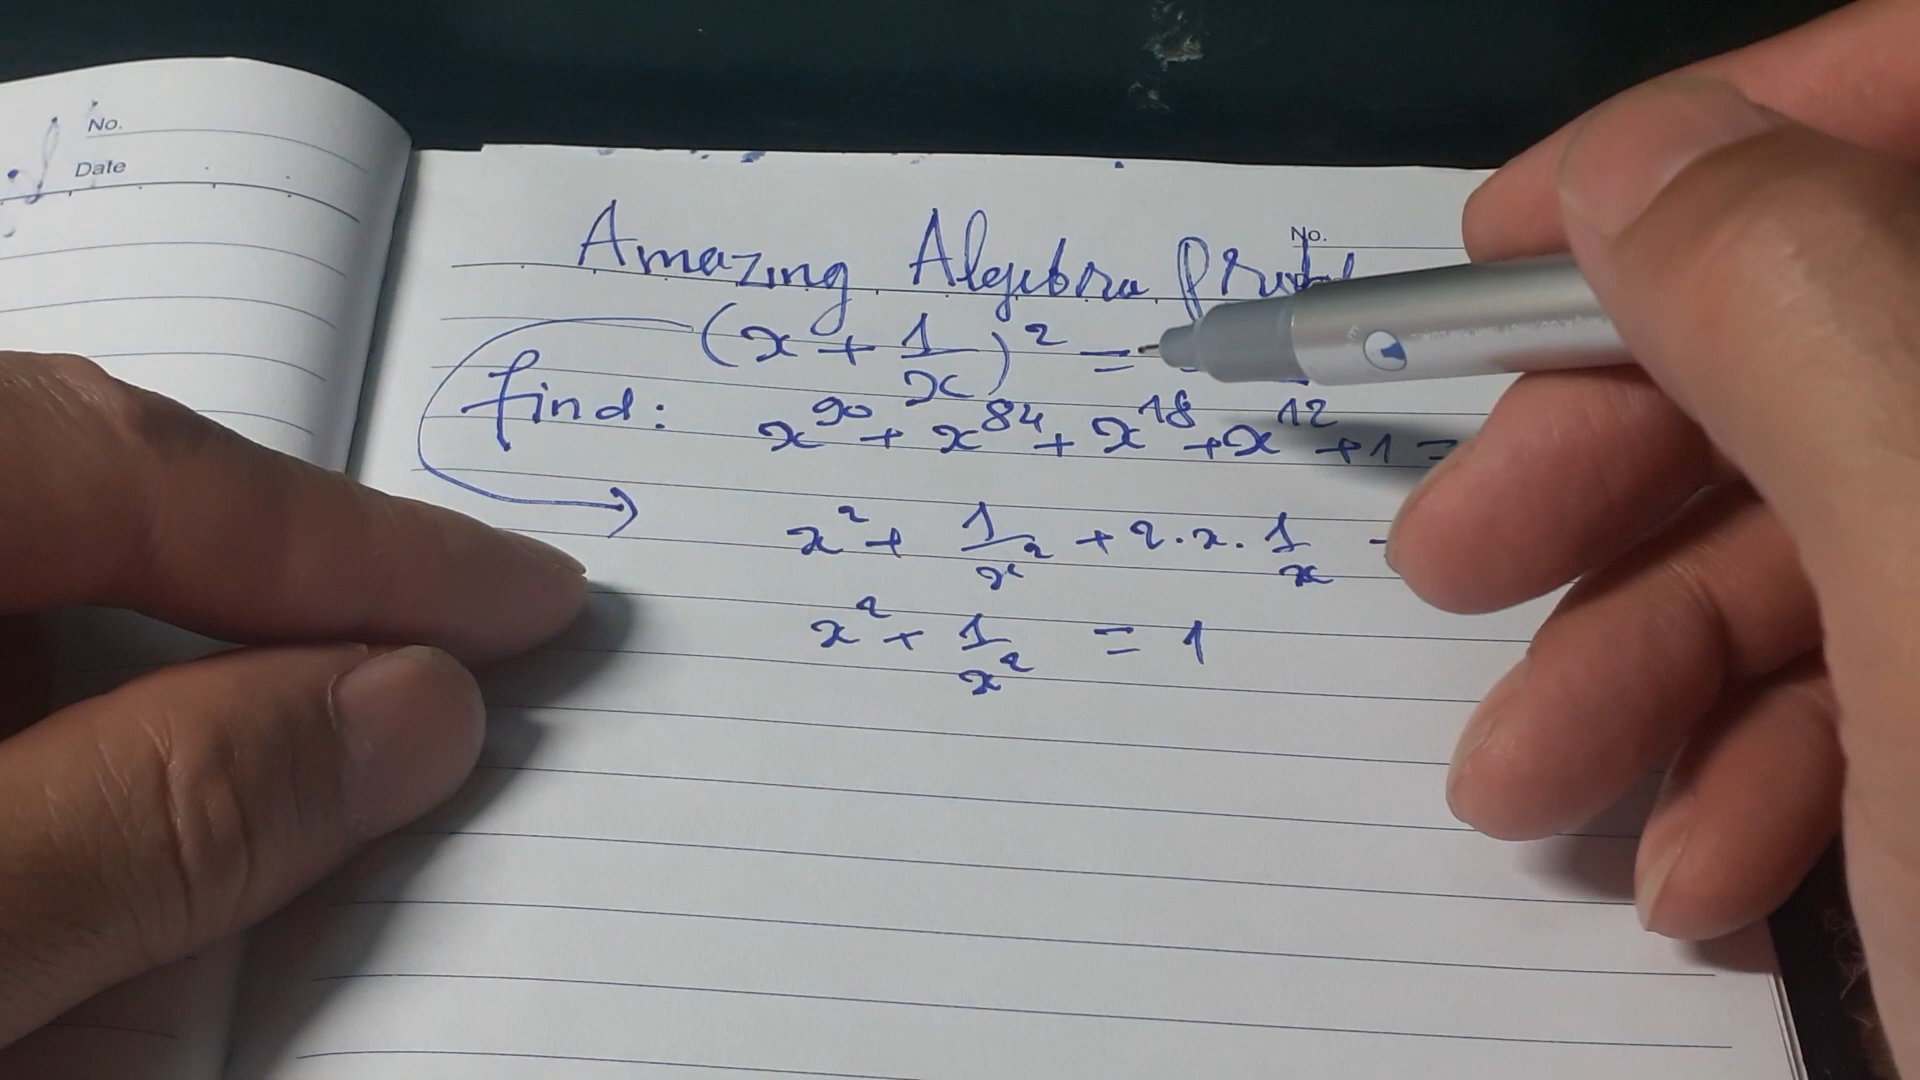 No.
Date
No.
Amazing Algebra
(x + 1/x)² =
find: x⁹⁰ + x⁸⁴ + x¹⁸ + x¹² + 1 =
x² + 1/x² + 2 · x · 1/x
x² + 1/x² = 1